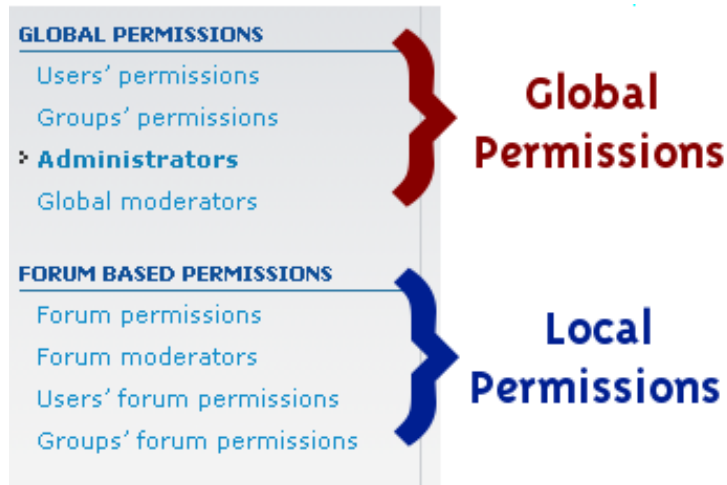 GLOBAL PERMISSIONS
Users' permissions
Groups' permissions
Administrators
Global moderators
Global
Permissions
FORUM BASED PERMISSIONS
Forum permissions
Forum moderators
Users' forum permissions
Groups' forum permissions
Local
Permissions